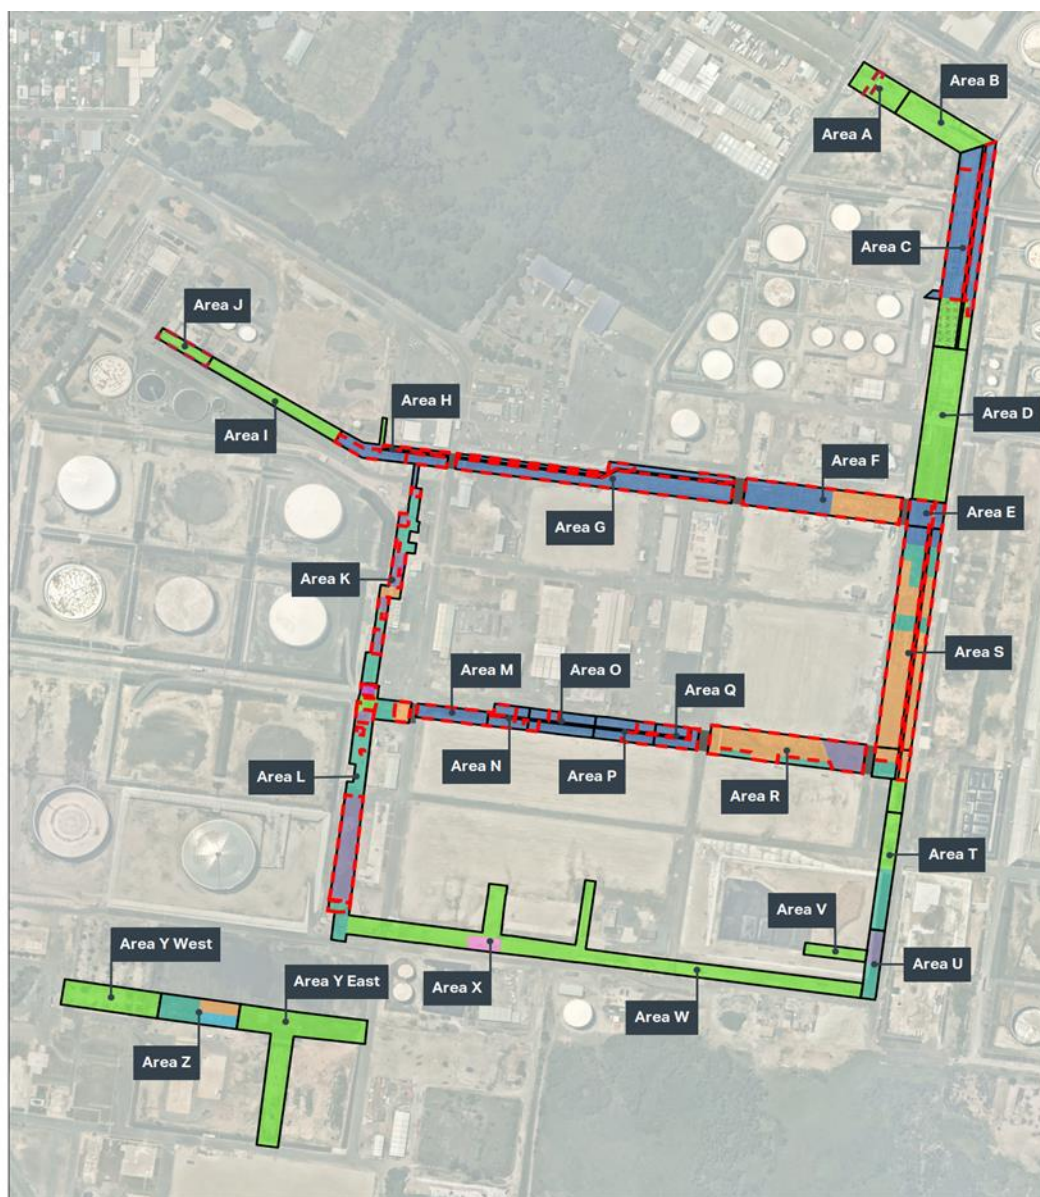 Area B
Area A
Area C
Area J
Area H
Area D
Area I
Area F
Area E
Area G
Area K
Area S
Area M
Area O
Area Q
Area N
Area P
Area L
Area R
Area T
Area V
Area Y West
Area Y East
Area U
Area X
Area W
Area Z